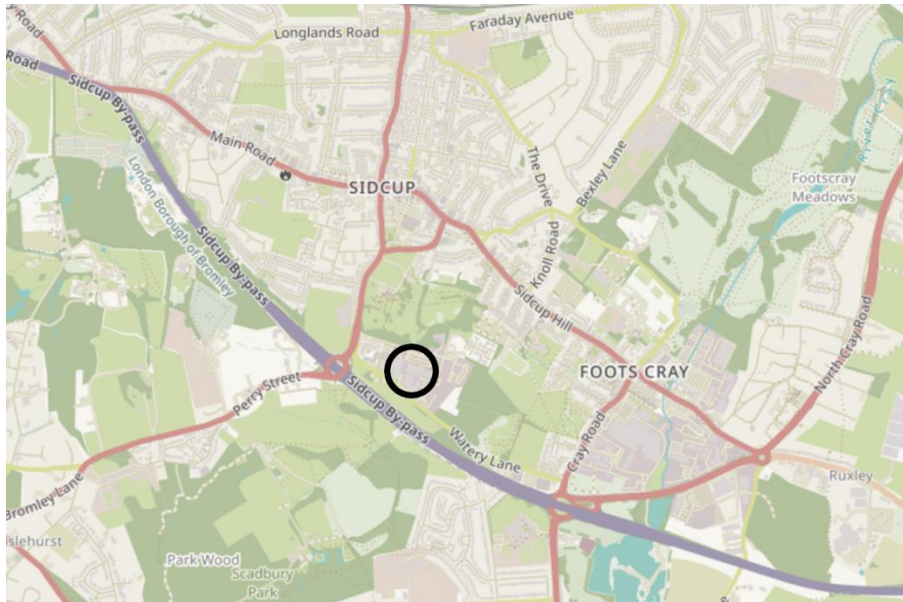 y Road
Faraday Avenue
Longlands Road
Road
Sidcup By-pass
Main Road
The Drive
Bexley Lane
River Cray
Footscray
Meadows
SIDCUP
London Borough of Bromley
Sidcup By-pass
Knoll Road
Sidcup Hill
North Cray Road
FOOTS CRAY
Perry Street
Sidcup By-pass
Watery Lane
Cray Road
Ruxley
Bromley Lane
islehurst
Park Wood
Scadbury
Park